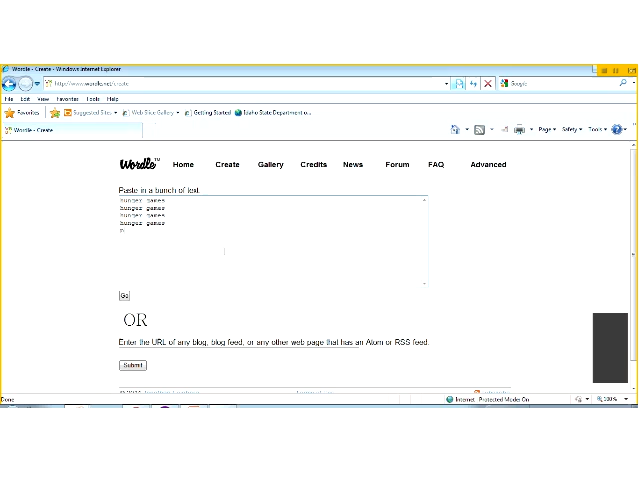 Wordle - Create - Windows Internet Explorer
http://www.wordle.net/create
Google
File Edit View Favorites Tools Help
Favorites Suggested Sites Web Slice Gallery Getting Started Idaho State Department o...
Wordle - Create
Page Safety Tools
Wordle™ Home Create Gallery Credits News Forum FAQ Advanced
Paste in a bunch of text:
hunger games
hunger games
hunger games
hunger games
Go
OR
Enter the URL of any blog, blog feed, or any other web page that has an Atom or RSS feed.
Submit
Done
Internet | Protected Mode: On
100%